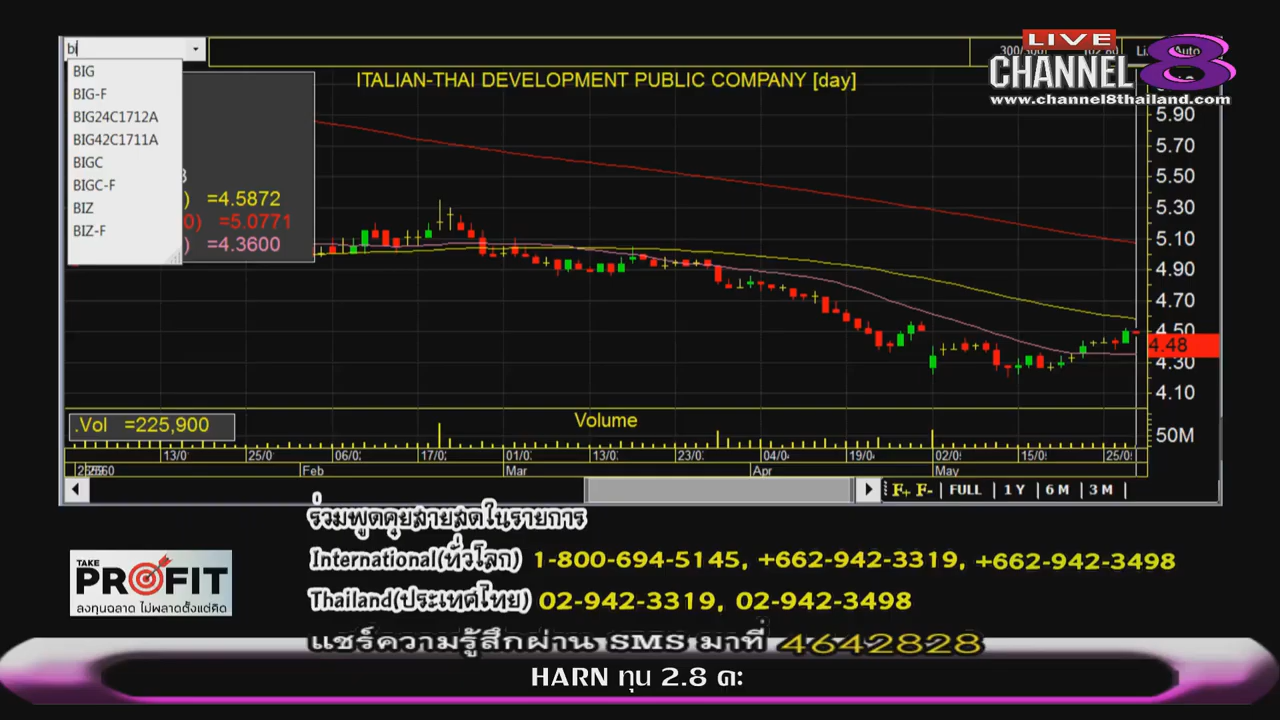 bi
BIG
BIG-F
BIG24C1712A
BIG42C1711A
BIGC
BIGC-F
BIZ
BIZ-F
=4.5872
0) =5.0771
=4.3600
ITALIAN-THAI DEVELOPMENT PUBLIC COMPANY [day]
LIVE
CHANNEL 8
www.channel8thailand.com
5.90
5.70
5.50
5.30
5.10
4.90
4.70
4.50
4.48
4.30
4.10
.Vol =225,900
Volume
50M
13/0 25/0 06/0 17/0 01/0 13/0 23/0 04/0 19/0 02/0 15/0 25/0
Feb Mar Apr May
F+ F- FULL 1 Y 6 M 3 M
ร่วมพูดคุยสายสดในรายการ
International(ทั่วโลก) 1-800-694-5145, +662-942-3319, +662-942-3498
Thailand(ประเทศไทย) 02-942-3319, 02-942-3498
แชร์ความรู้สึกผ่าน SMS มาที่ 4642828
TAKE
PROFIT
ลงทุนฉลาด ไม่พลาดตั้งแต่คิด
HARN ทุน 2.8 ค่ะ